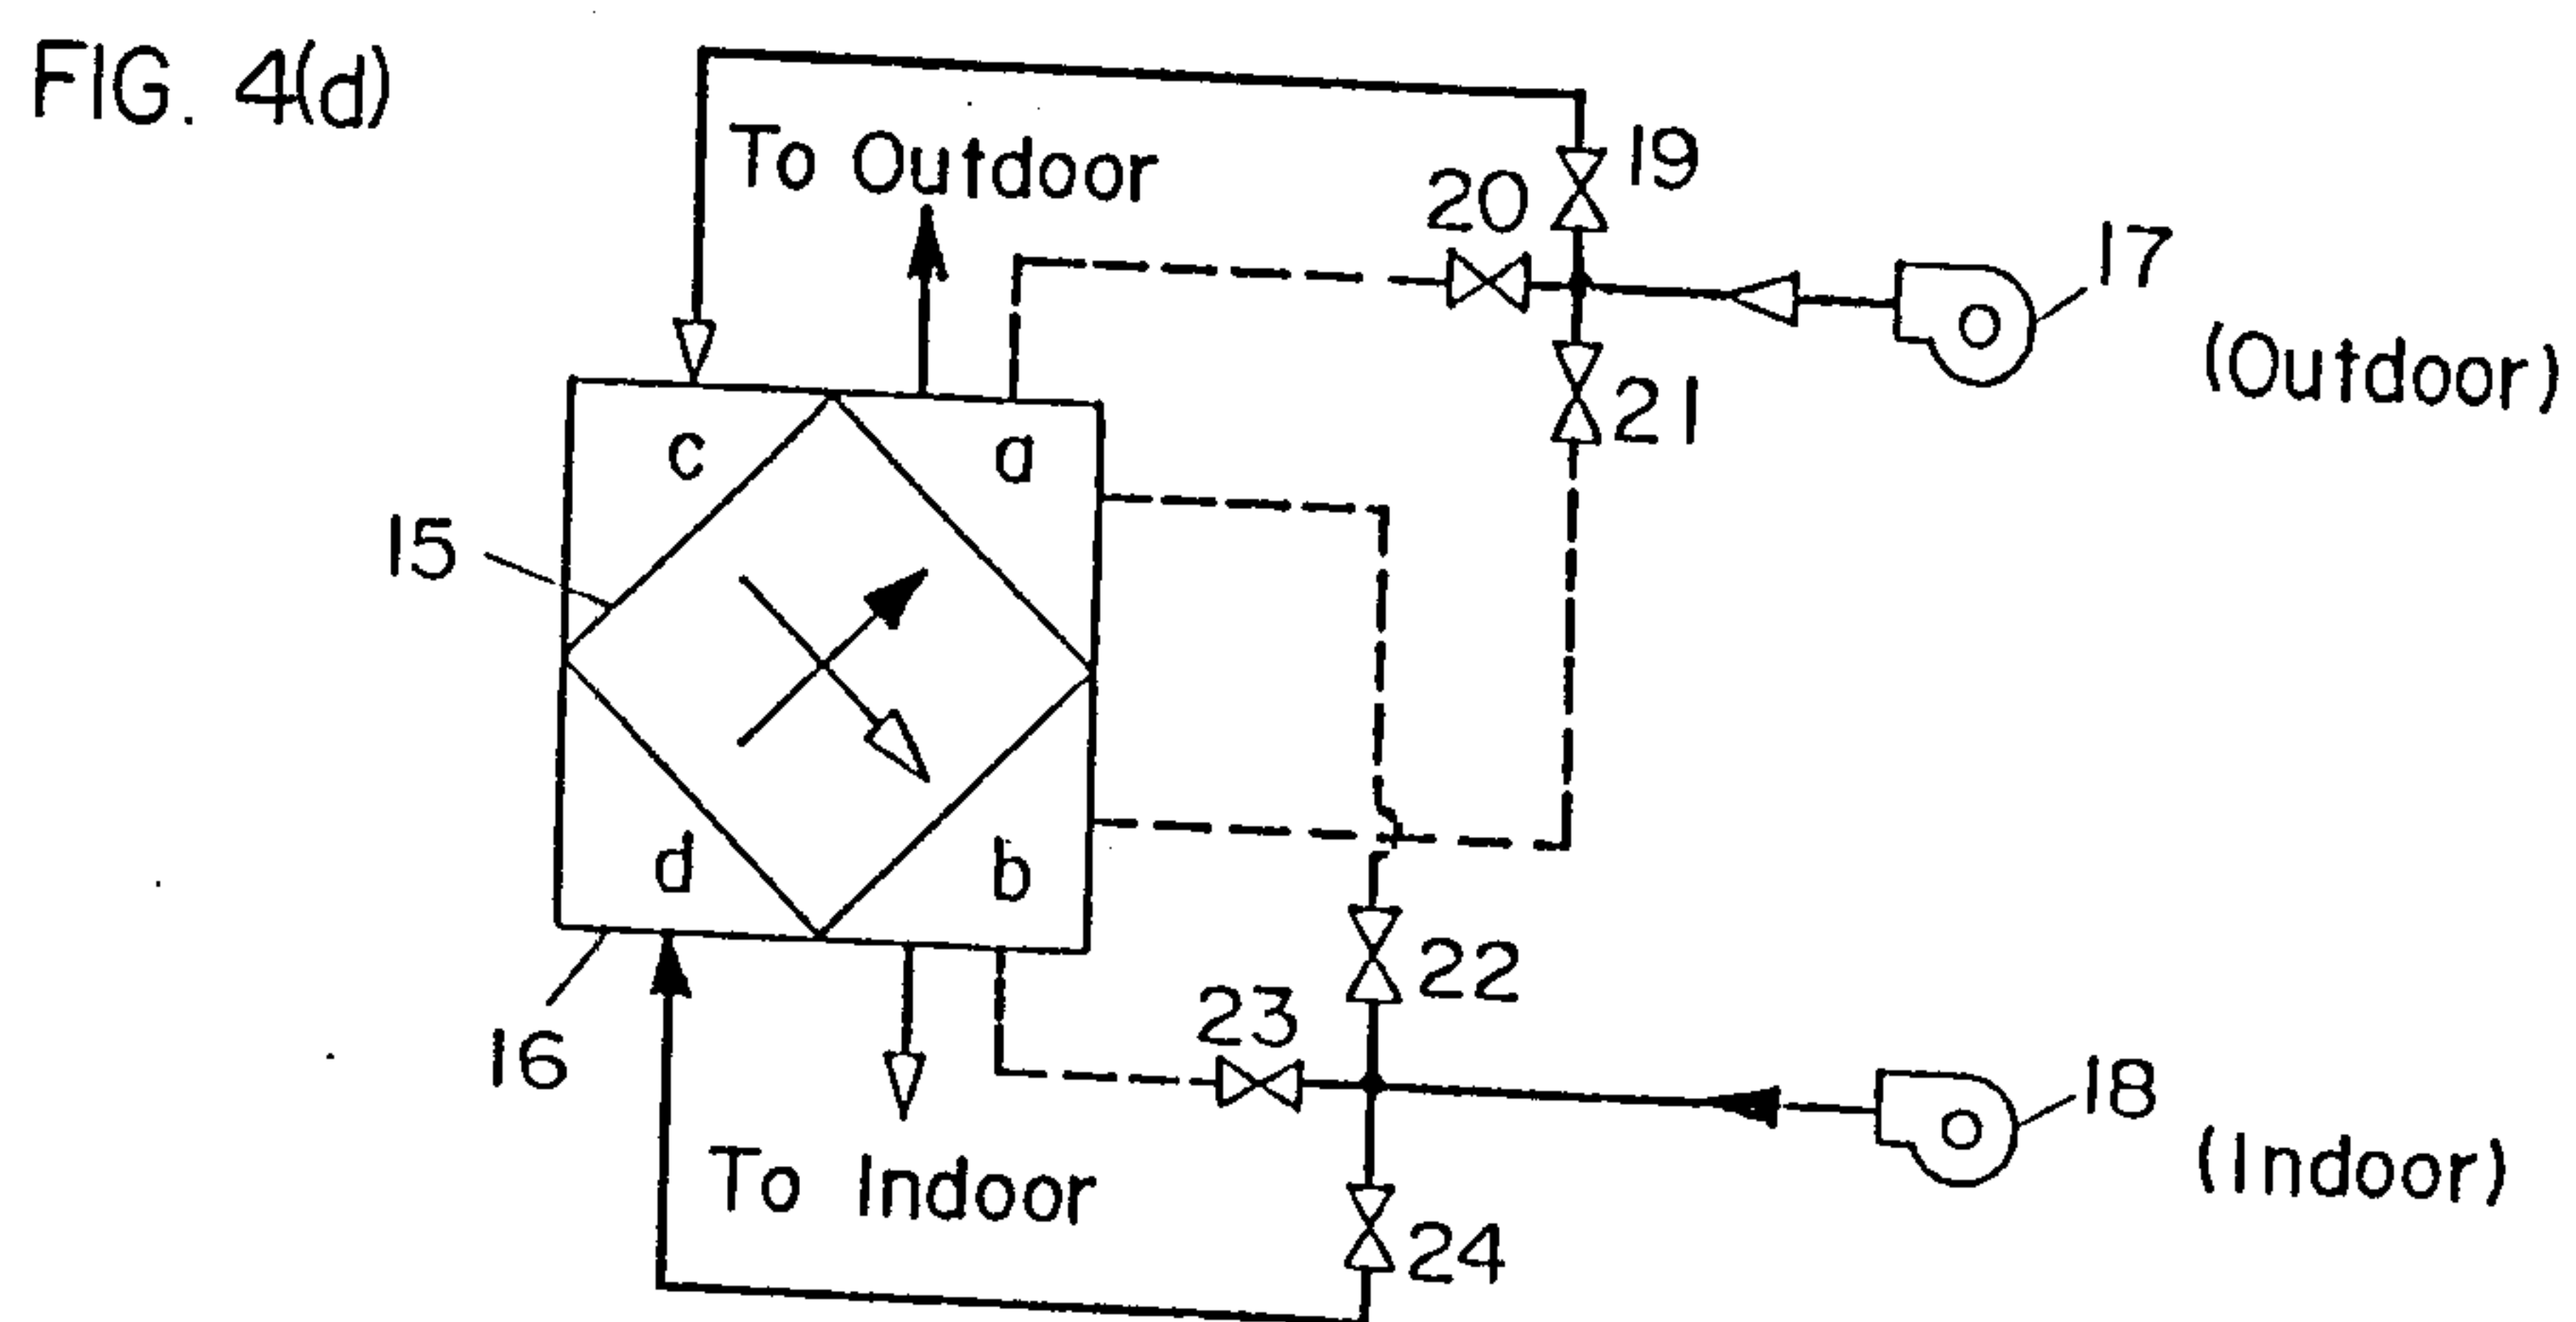 FIG. 4(d)
To Outdoor
19
20
17
(Outdoor)
21
c
a
15
d
b
22
16
23
18
(Indoor)
To Indoor
24